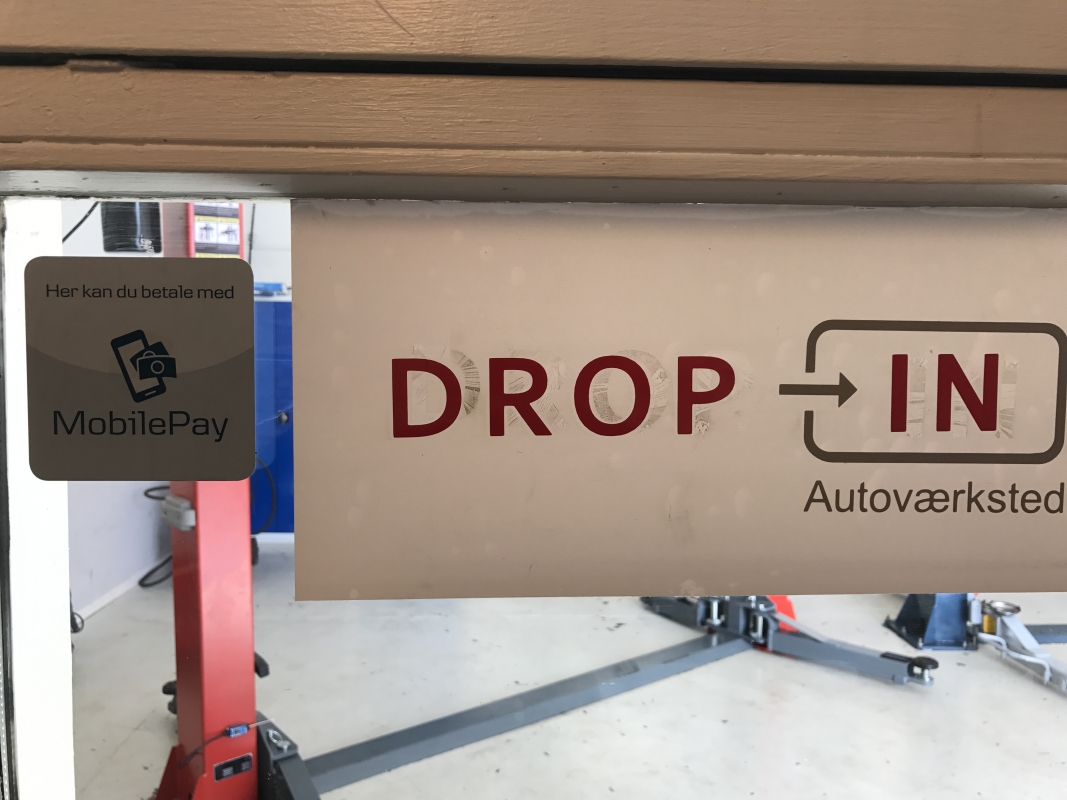 Her kan du betale med
MobilePay
DROP IN
Autoværksted